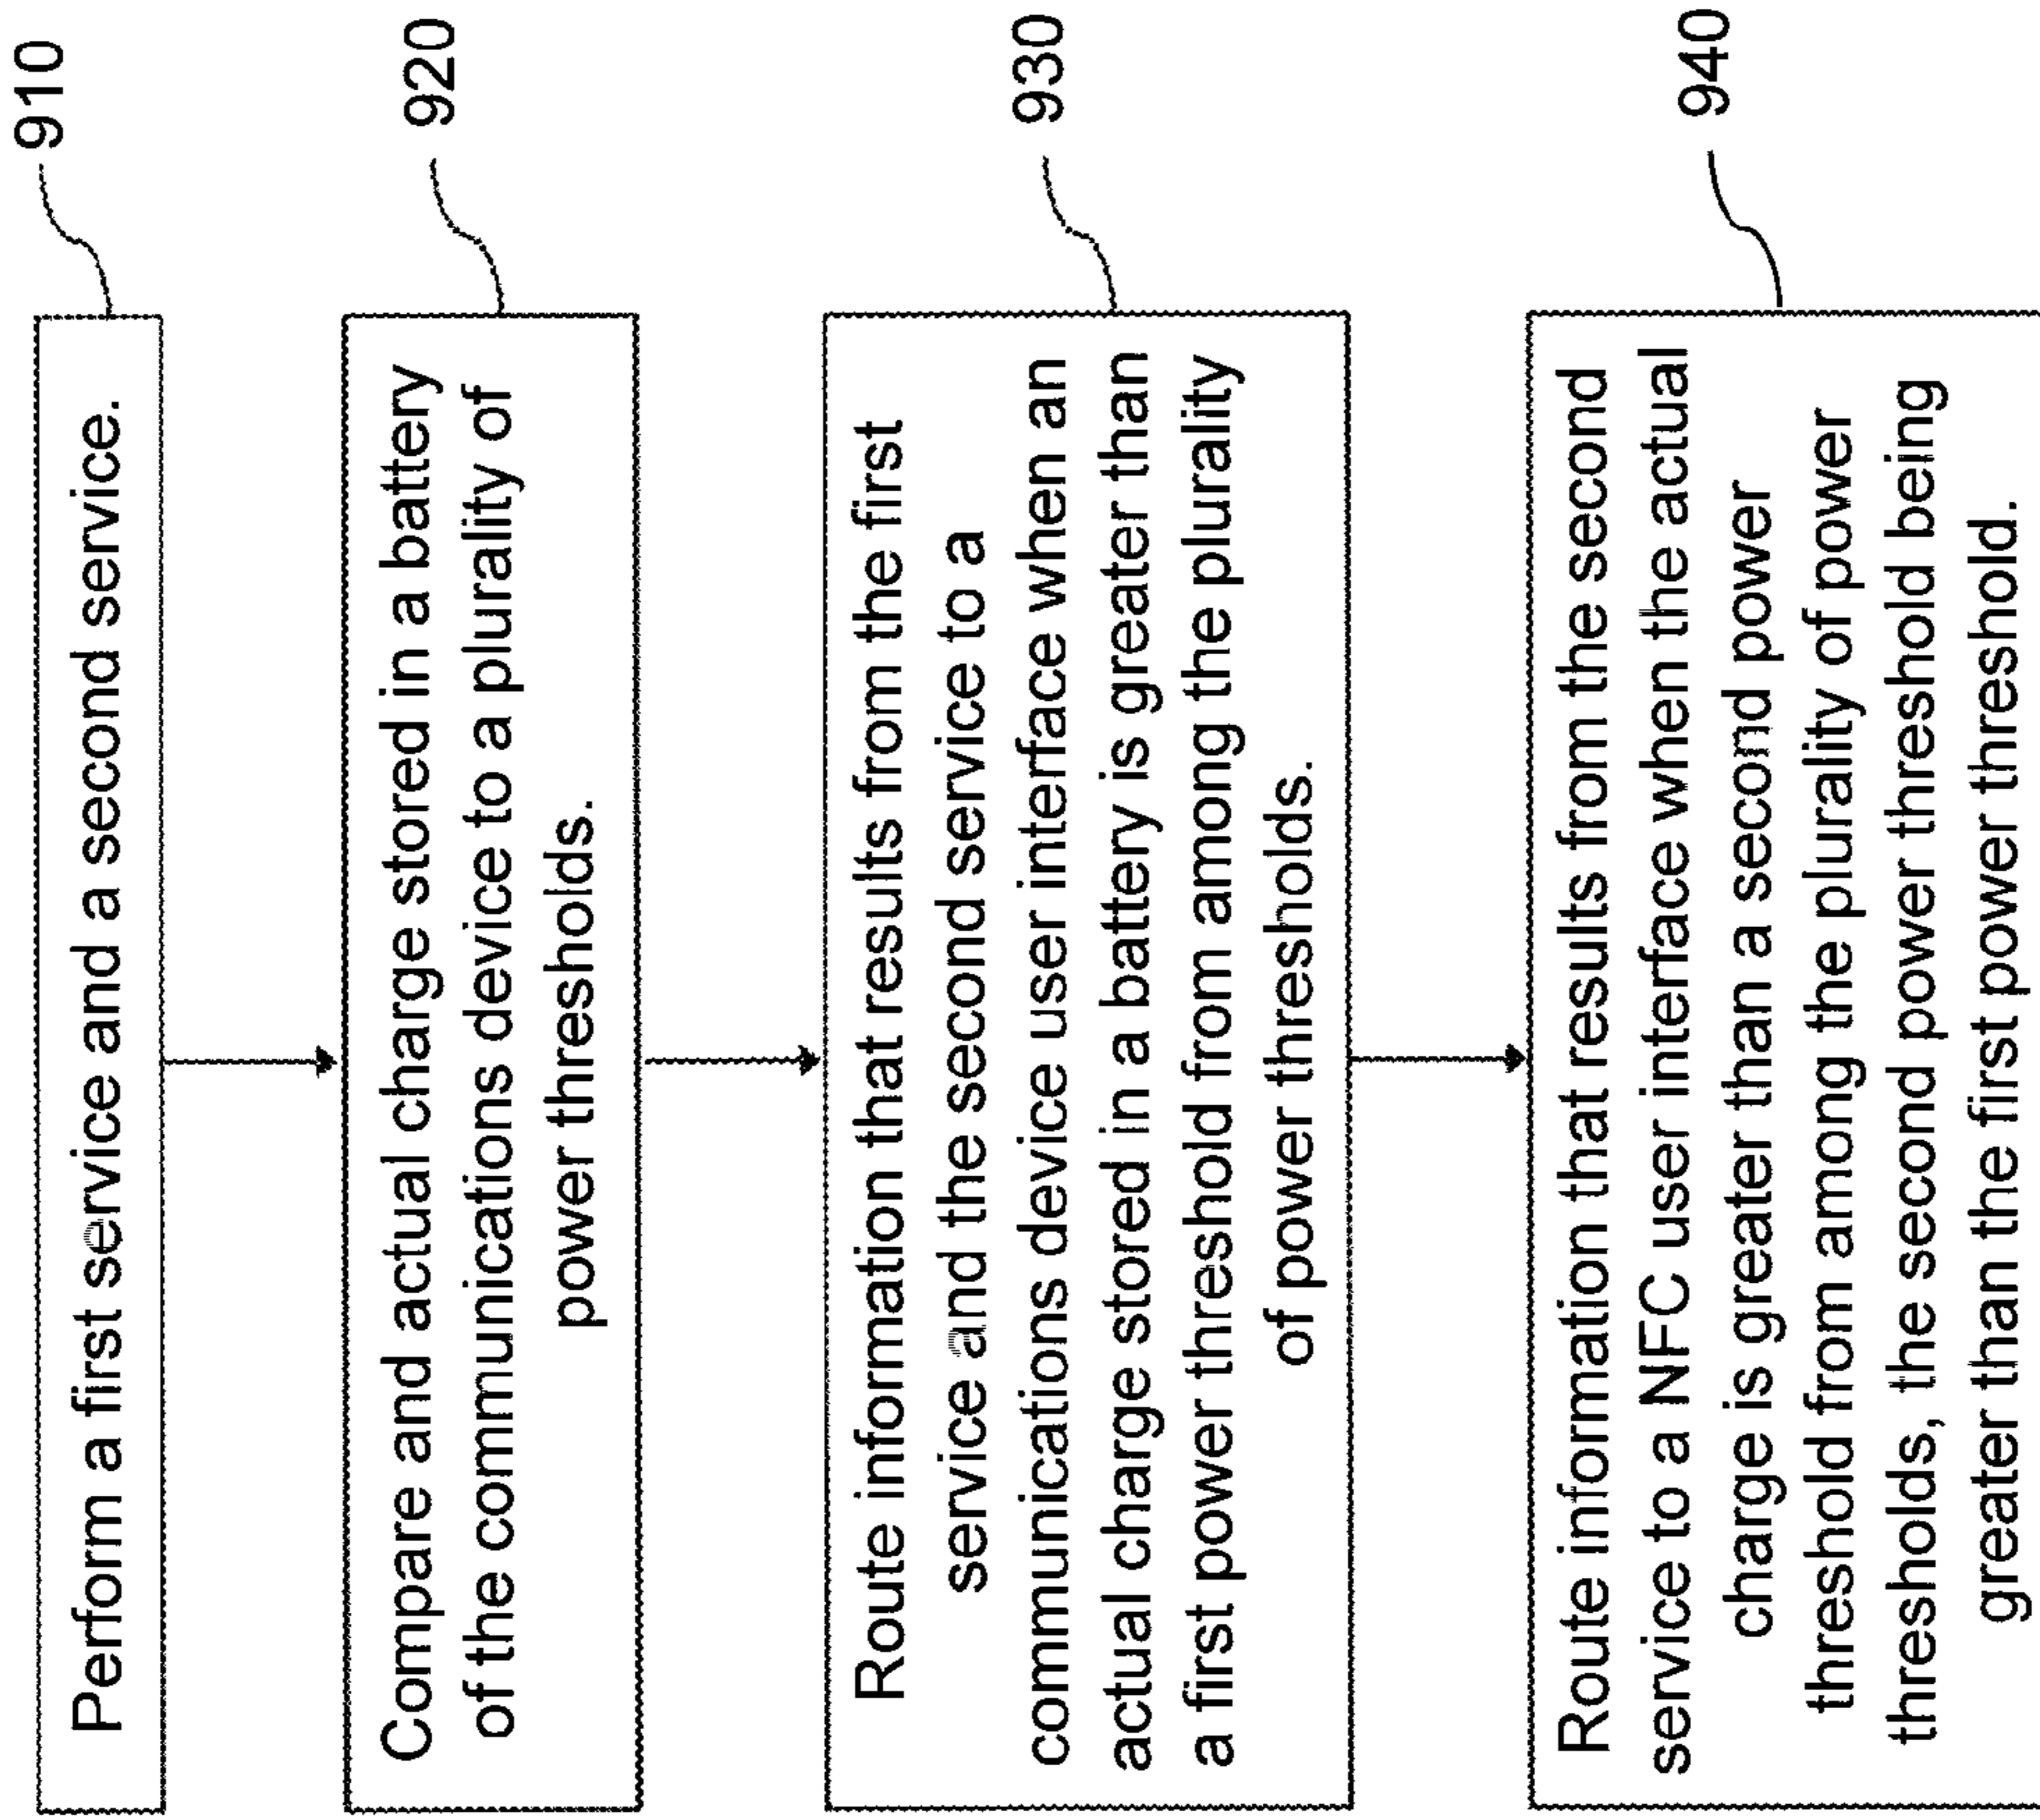 Perform a first service and a second service.
910
Compare and actual charge stored in a battery
of the communications device to a plurality of
power thresholds.
920
Route information that results from the first
service and the second service to a
communications device user interface when an
actual charge stored in a battery is greater than
a first power threshold from among the plurality
of power thresholds.
930
Route information that results from the second
service to a NFC user interface when the actual
charge is greater than a second power
threshold from among the plurality of power
thresholds, the second power threshold being
greater than the first power threshold.
940